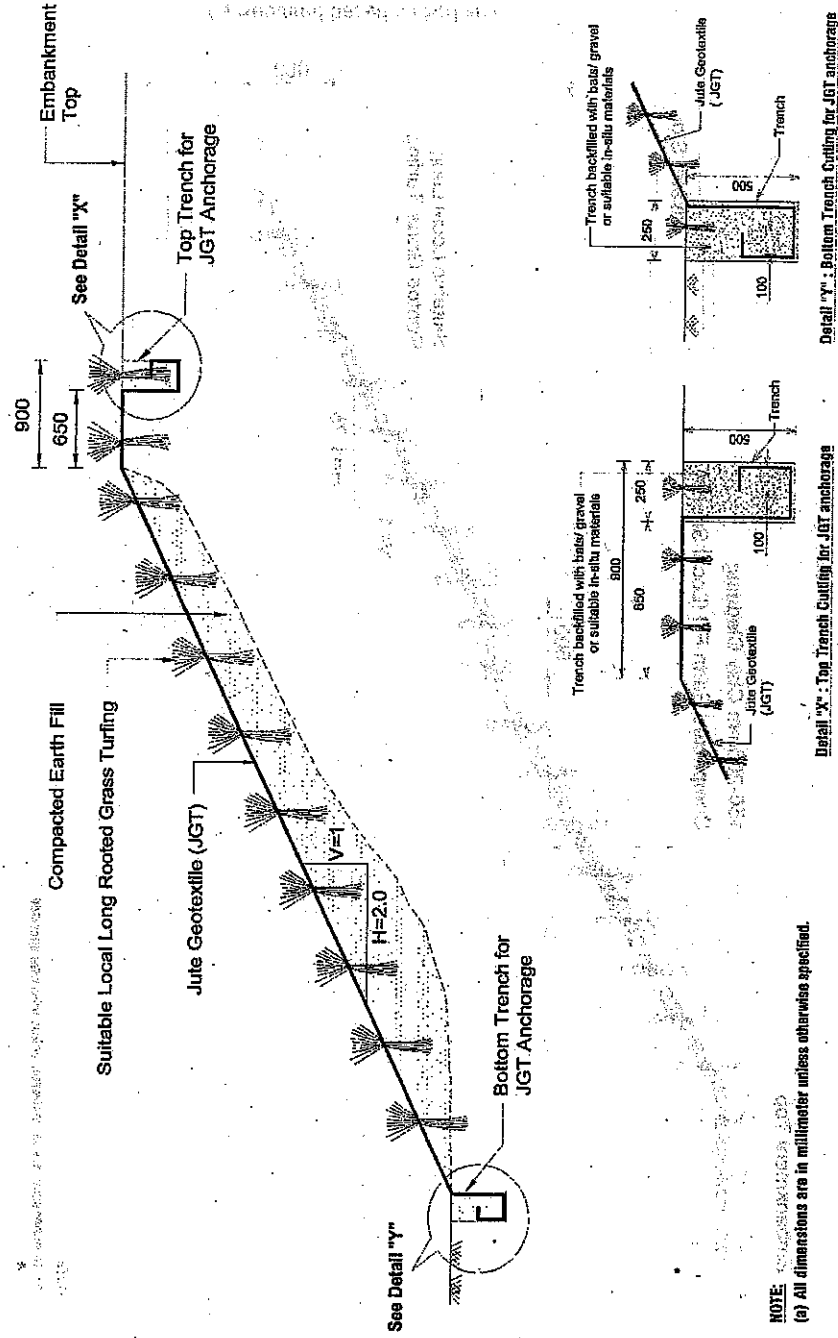 Embankment
Top
See Detail "X"
Top Trench for
JGT Anchorage
900
650
Compacted Earth Fill
Suitable Local Long Rooted Grass Turfing
Jute Geotextile (JGT)
V=1
H=2.0
Bottom Trench for
JGT Anchorage
See Detail "Y"
Trench backfilled with bats/ gravel
or suitable in-situ materials
900
650
250
500
100
Trench
Jute Geotextile
(JGT)
Detail "X" : Top Trench Cutting for JGT anchorage
Trench backfilled with bats/ gravel
or suitable in-situ materials
250
500
100
Jute Geotextile
( JGT)
Trench
Detail "Y" : Bottom Trench Cutting for JGT anchorage
NOTE:
(a) All dimensions are in millimeter unless otherwise specified.